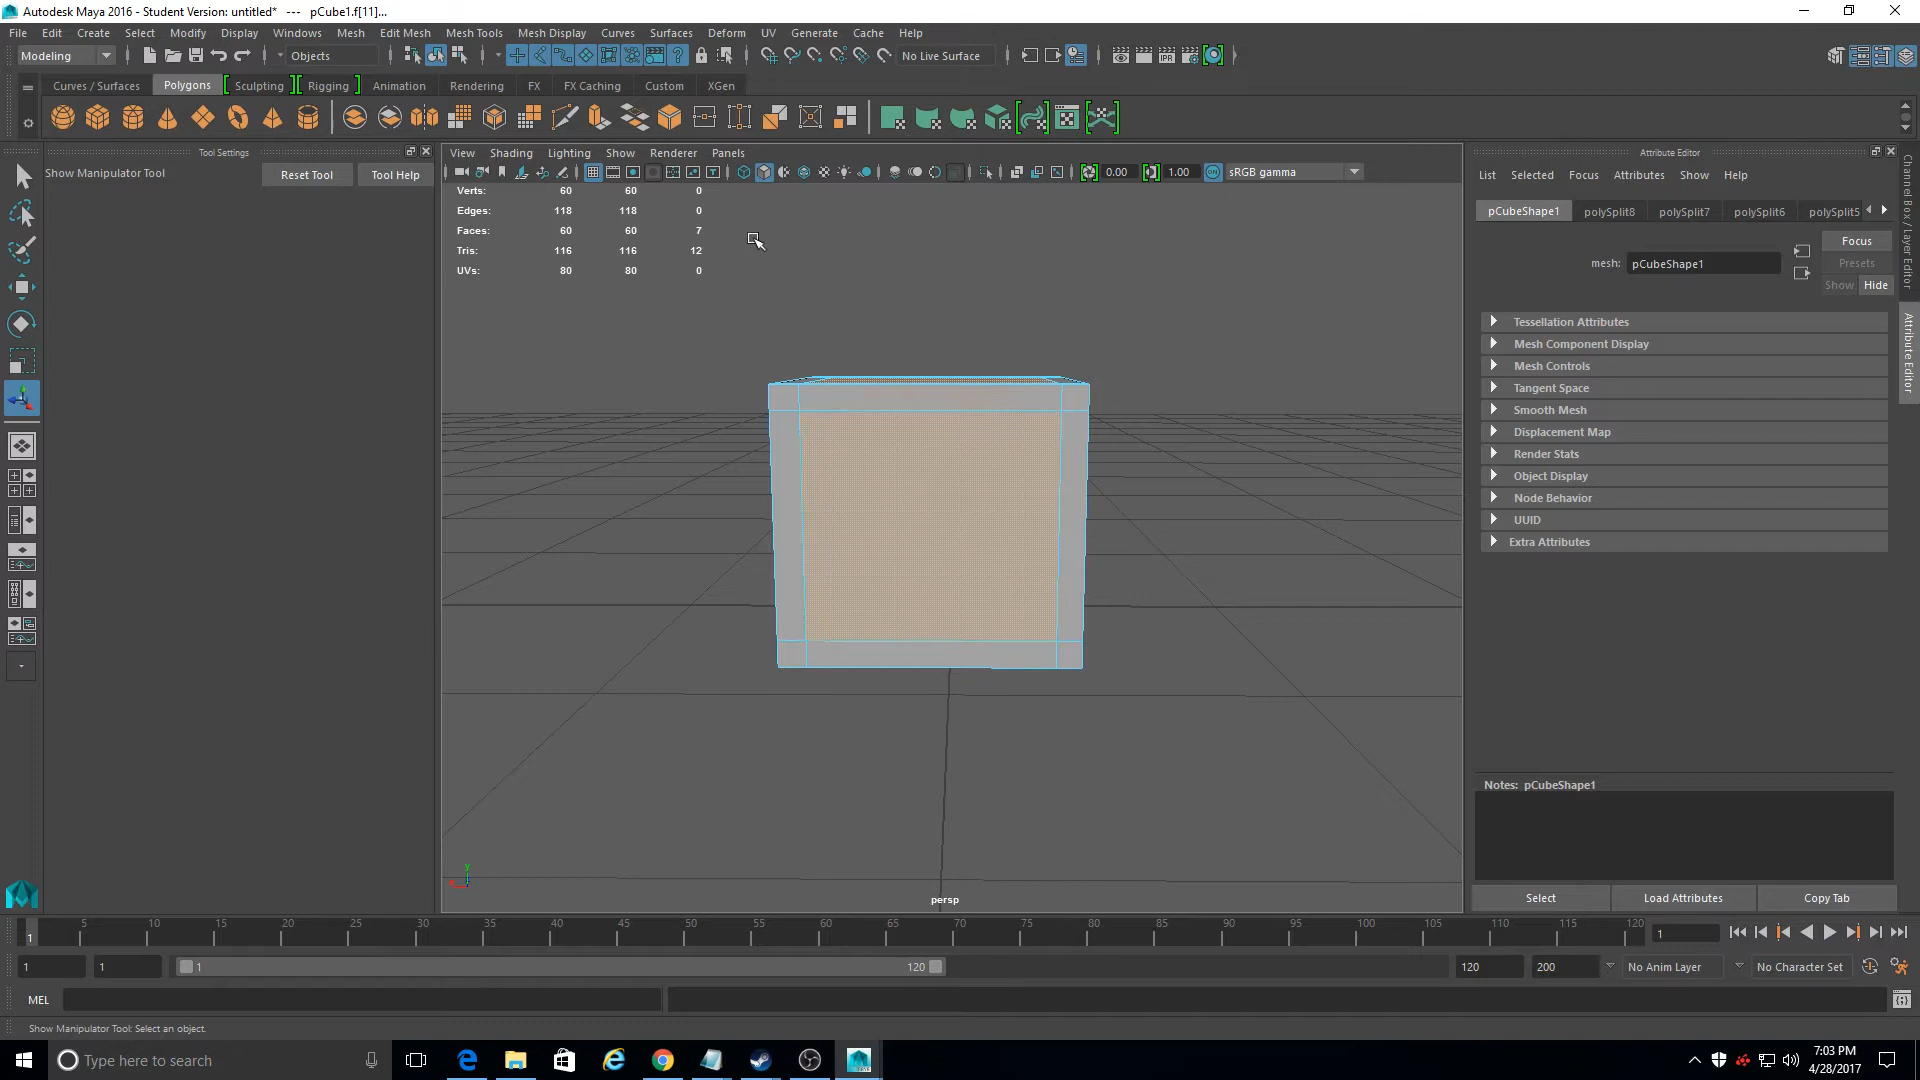 Autodesk Maya 2016 - Student Version: untitled* --- pCube1.f[11]...
File Edit Create Select Modify Display Windows Mesh Edit Mesh Mesh Tools Mesh Display Curves Surfaces Deform UV Generate Cache Help
Modeling Objects No Live Surface
Curves / Surfaces Polygons Sculpting Rigging Animation Rendering FX FX Caching Custom XGen
Tool Settings
Show Manipulator Tool Reset Tool Tool Help
View Shading Lighting Show Renderer Panels
0.00 1.00 sRGB gamma
Verts: 60 60 0
Edges: 118 118 0
Faces: 60 60 7
Tris: 116 116 12
UVs: 80 80 0
persp
Attribute Editor
List Selected Focus Attributes Show Help
pCubeShape1 polySplit8 polySplit7 polySplit6 polySplit5
mesh: pCubeShape1
Focus
Presets
Show Hide
Tessellation Attributes
Mesh Component Display
Mesh Controls
Tangent Space
Smooth Mesh
Displacement Map
Render Stats
Object Display
Node Behavior
UUID
Extra Attributes
Notes: pCubeShape1
Select Load Attributes Copy Tab
Channel Box / Layer Editor
Attribute Editor
1 5 10 15 20 25 30 35 40 45 50 55 60 65 70 75 80 85 90 95 100 105 110 115 120 1
1 1 1 120 120 200 No Anim Layer No Character Set
MEL
Show Manipulator Tool: Select an object.
Type here to search
7:03 PM
4/28/2017